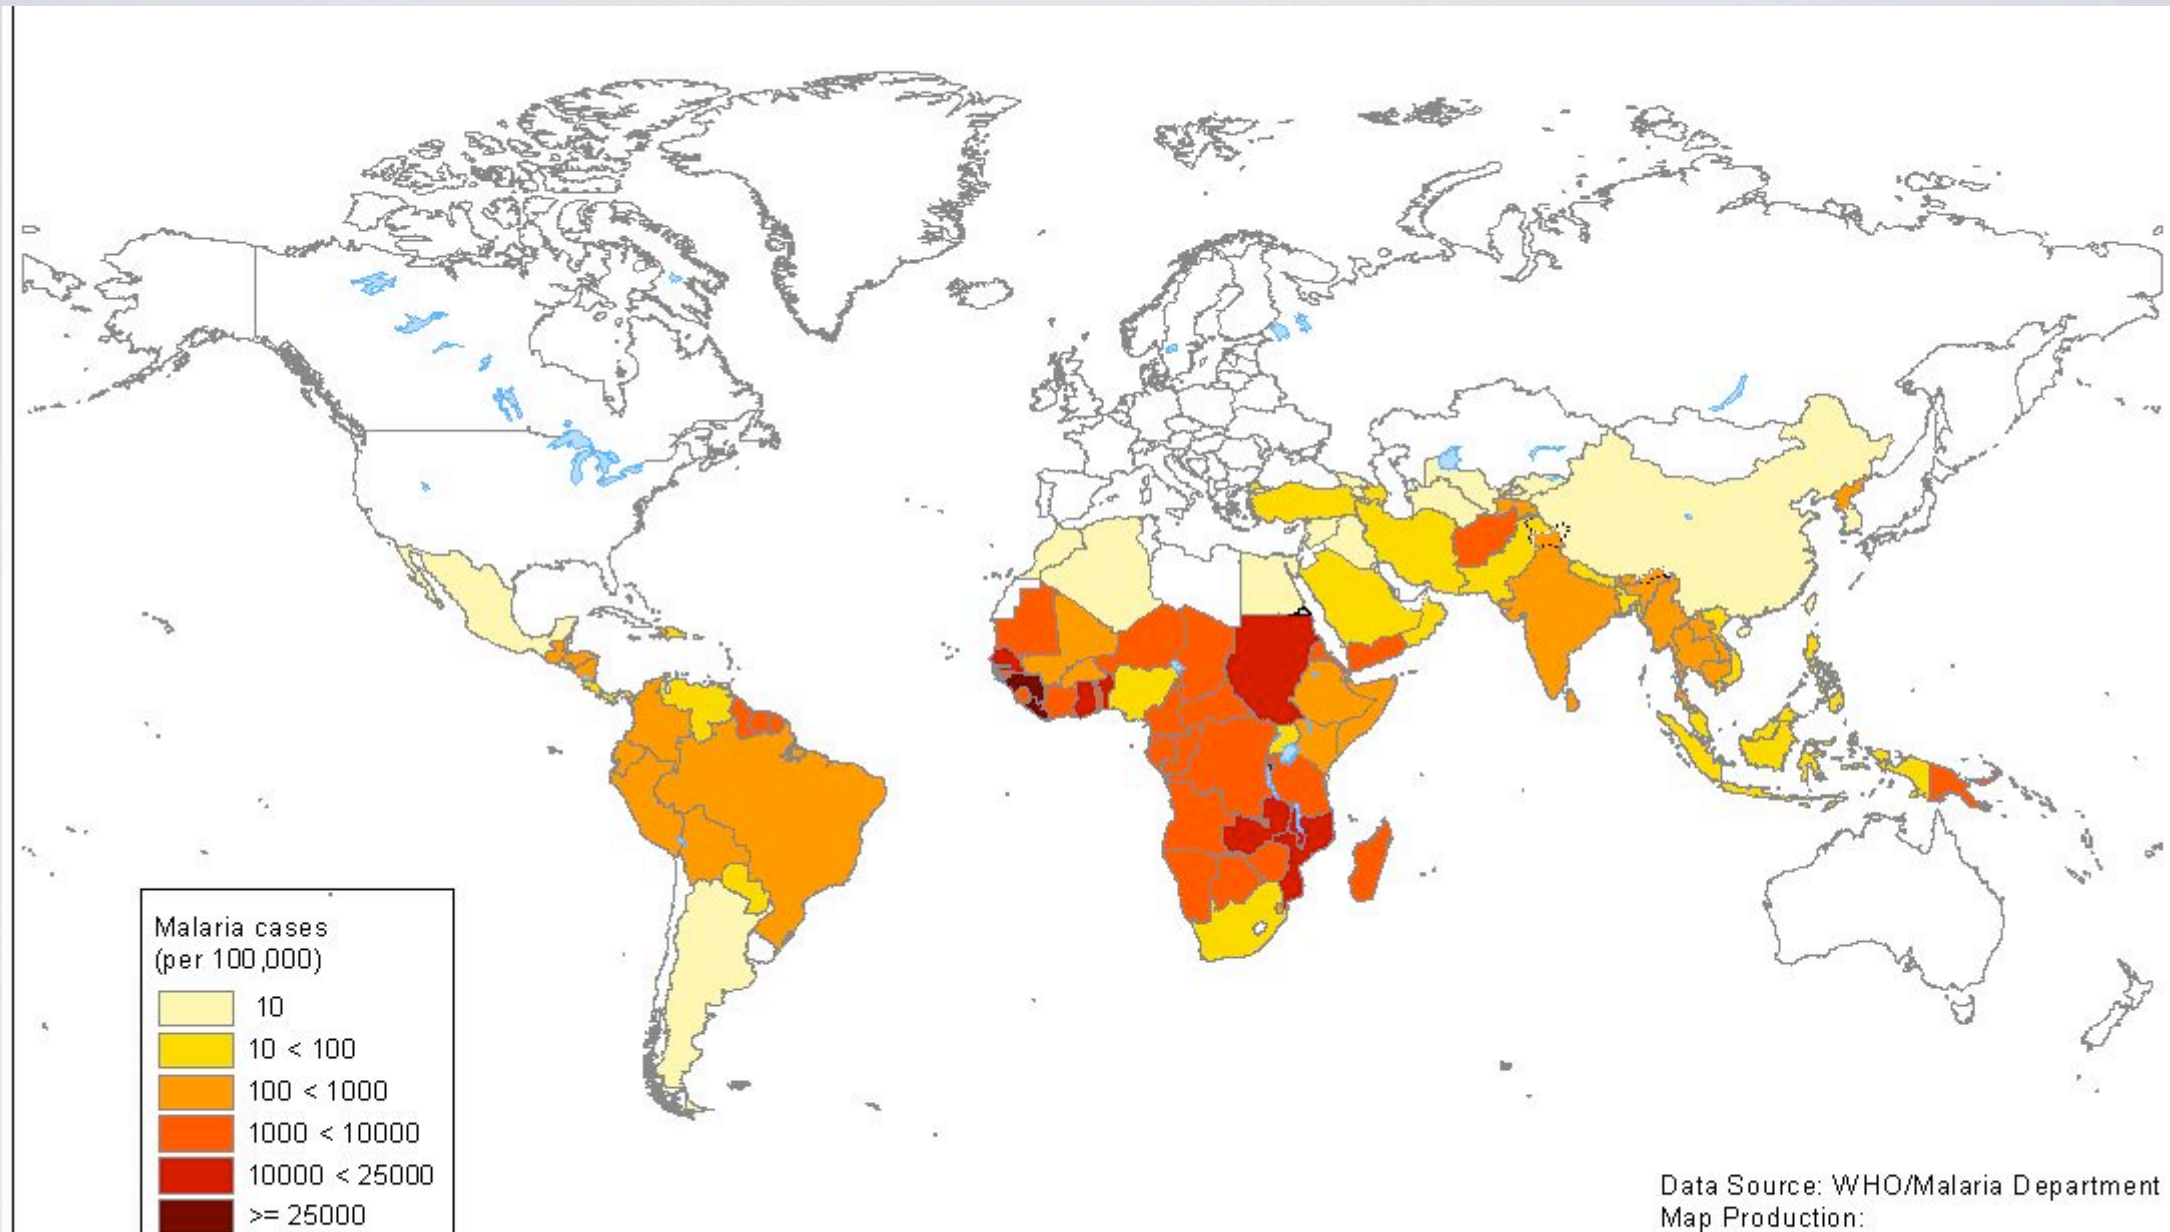 Malaria cases
(per 100,000)
10
10 < 100
100 < 1000
1000 < 10000
10000 < 25000
>= 25000
Data Source: WHO/Malaria Department
Map Production: